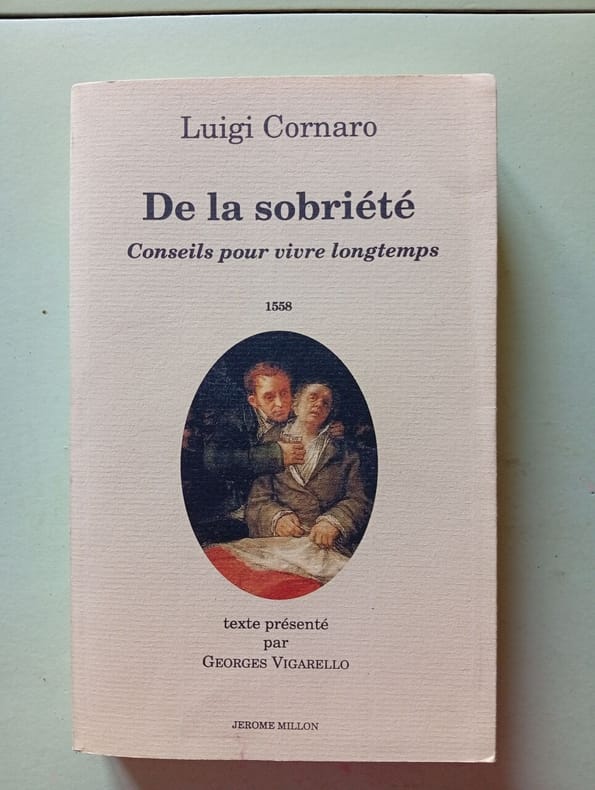 Luigi Cornaro
De la sobriété
Conseils pour vivre longtemps
1558
texte présenté
par
GEORGES VIGARELLO
JEROME MILLON